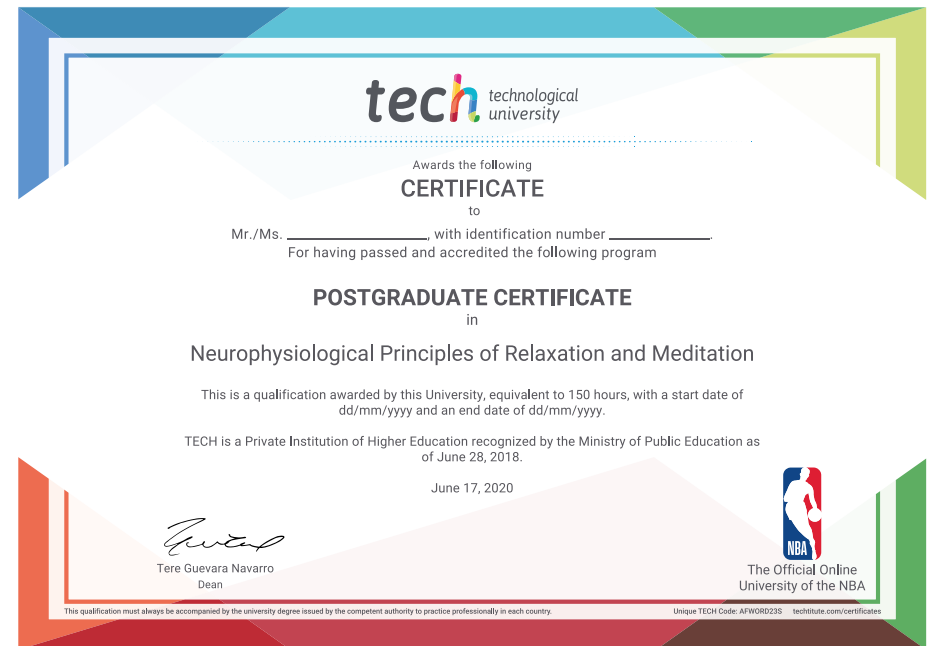 tech technological
university
Awards the following
CERTIFICATE
to
Mr./Ms. ____________, with identification number ____________.
For having passed and accredited the following program
POSTGRADUATE CERTIFICATE
in
Neurophysiological Principles of Relaxation and Meditation
This is a qualification awarded by this University, equivalent to 150 hours, with a start date of
dd/mm/yyyy and an end date of dd/mm/yyyy.
TECH is a Private Institution of Higher Education recognized by the Ministry of Public Education as
of June 28, 2018.
June 17, 2020
Tere Guevara Navarro
Dean
NBA
The Official Online
University of the NBA
This qualification must always be accompanied by the university degree issued by the competent authority to practice professionally in each country.
Unique TECH Code: AFWORD23S techtitute.com/certificates